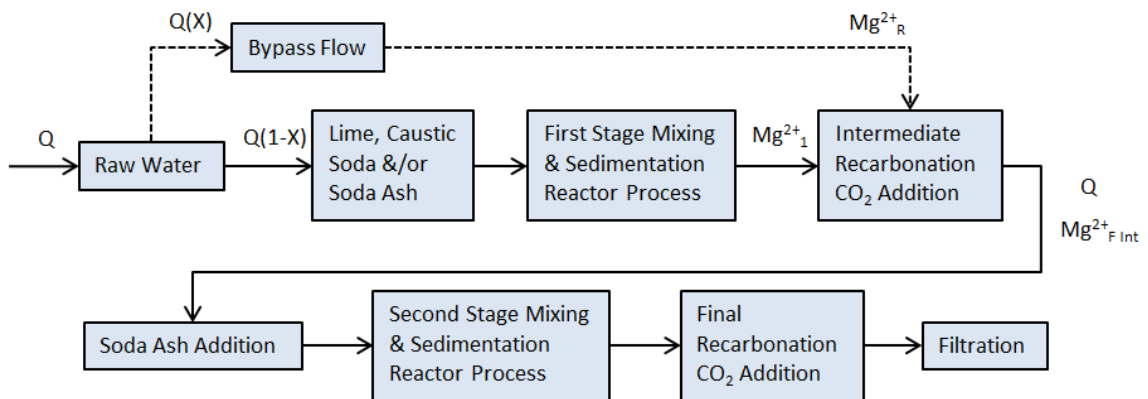 Q(X)
Bypass Flow
Mg²⁺R
Q
Raw Water
Q(1-X)
Lime, Caustic
Soda &/or
Soda Ash
First Stage Mixing
& Sedimentation
Reactor Process
Mg²⁺1
Intermediate
Recarbonation
CO₂ Addition
Q
Mg²⁺F Int
Soda Ash Addition
Second Stage Mixing
& Sedimentation
Reactor Process
Final
Recarbonation
CO₂ Addition
Filtration